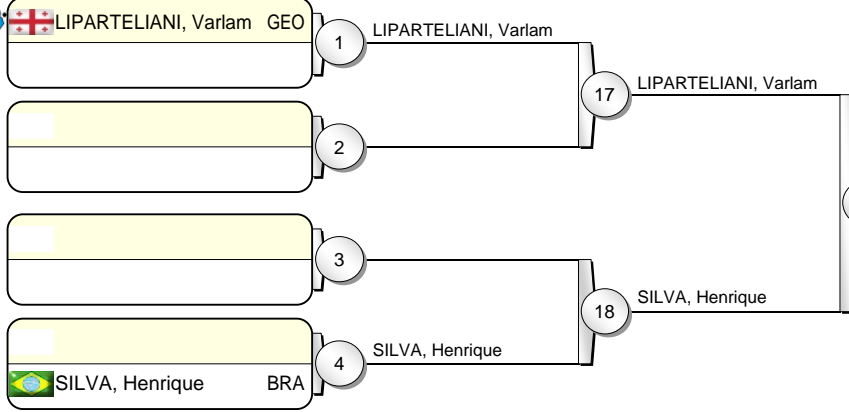 LIPARTELIANI, Varlam GEO
1
LIPARTELIANI, Varlam
17
LIPARTELIANI, Varlam
2
3
18
SILVA, Henrique
4
SILVA, Henrique
SILVA, Henrique BRA